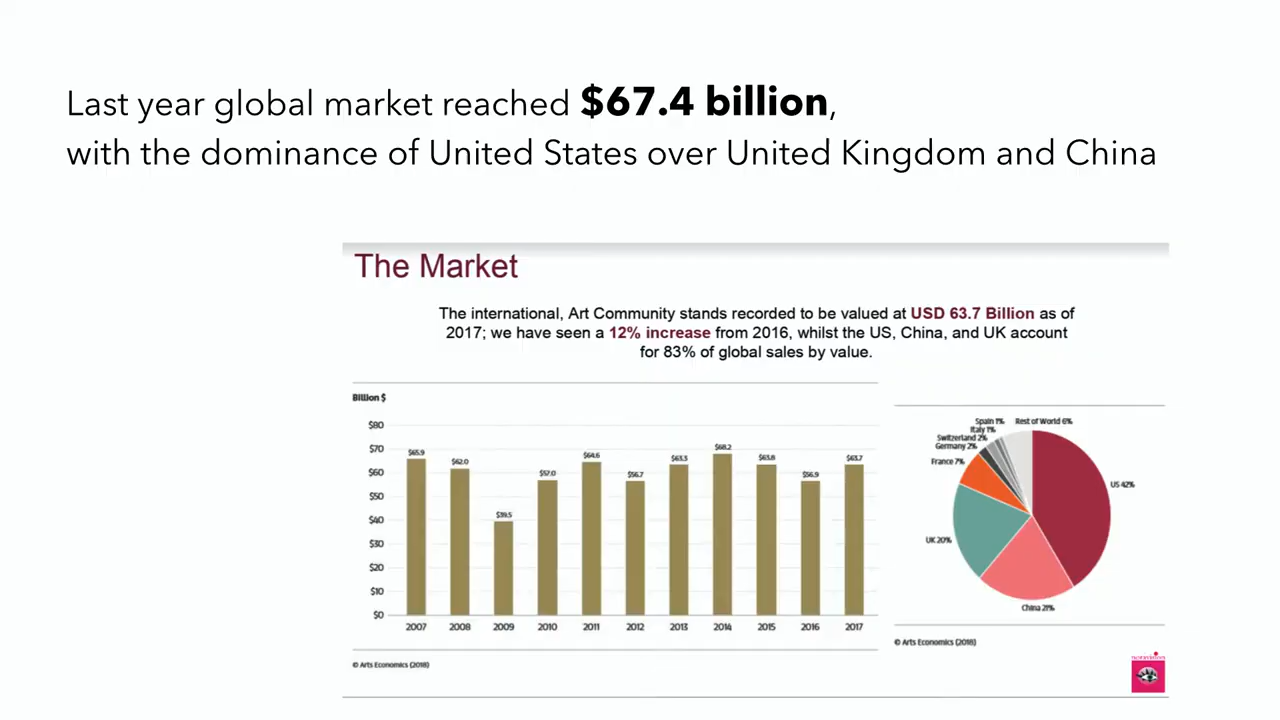 Last year global market reached $67.4 billion,
with the dominance of United States over United Kingdom and China
The Market
The international, Art Community stands recorded to be valued at USD 63.7 Billion as of
2017; we have seen a 12% increase from 2016, whilst the US, China, and UK account
for 83% of global sales by value.
Billion $
$80
$70
$60
$50
$40
$30
$20
$10
$0
$65.9
$62.0
$39.5
$57.0
$64.6
$56.7
$63.3
$68.2
$63.8
$56.9
$63.7
2007 2008 2009 2010 2011 2012 2013 2014 2015 2016 2017
© Arts Economics (2018)
Spain 1%
Rest of World 6%
Italy 1%
Switzerland 2%
Germany 2%
France 7%
US 42%
UK 20%
China 21%
© Arts Economics (2018)